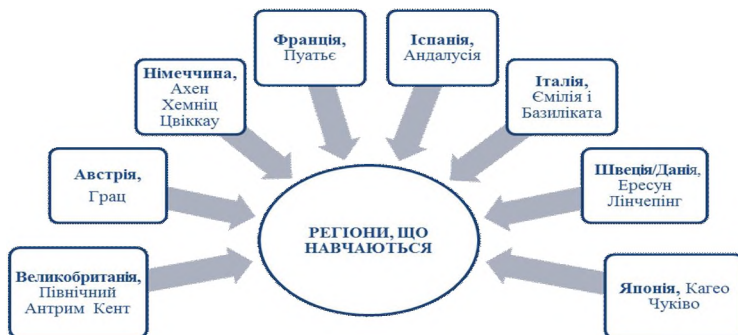 Франція,
Пуатьє
Іспанія,
Андалусія
Німеччина,
Ахен
Хемніц
Цвіккау
Італія,
Ємілія і
Базиліката
Австрія,
Грац
Швеція/Данія,
Ересун
Лінчепінг
РЕГІОНИ, ЩО
НАВЧАЮТЬСЯ
Великобританія,
Північний
Антрим Кент
Японія, Кагео
Чуківо